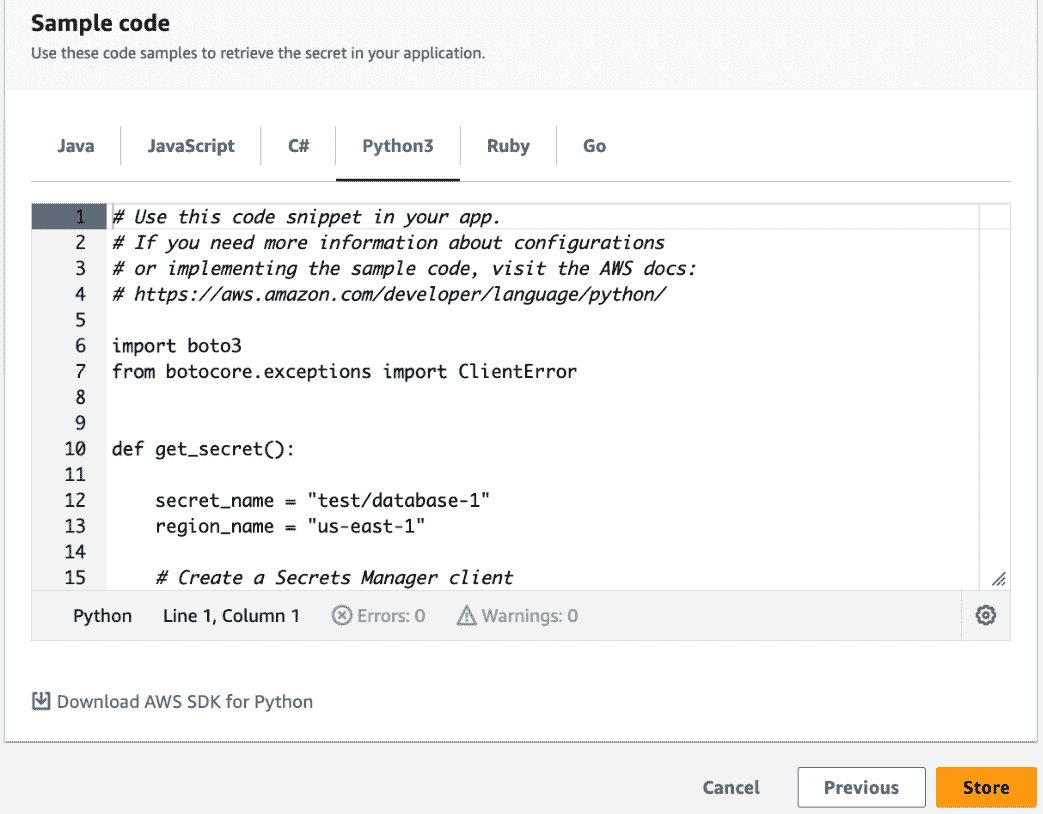 Sample code
Use these code samples to retrieve the secret in your application.
Java JavaScript C# Python3 Ruby Go
1 # Use this code snippet in your app.
2 # If you need more information about configurations
3 # or implementing the sample code, visit the AWS docs:
4 # https://aws.amazon.com/developer/language/python/
5
6 import boto3
7 from botocore.exceptions import ClientError
8
9
10 def get_secret():
11
12     secret_name = "test/database-1"
13     region_name = "us-east-1"
14
15     # Create a Secrets Manager client
Python Line 1, Column 1 Errors: 0 Warnings: 0
Download AWS SDK for Python
Cancel Previous Store